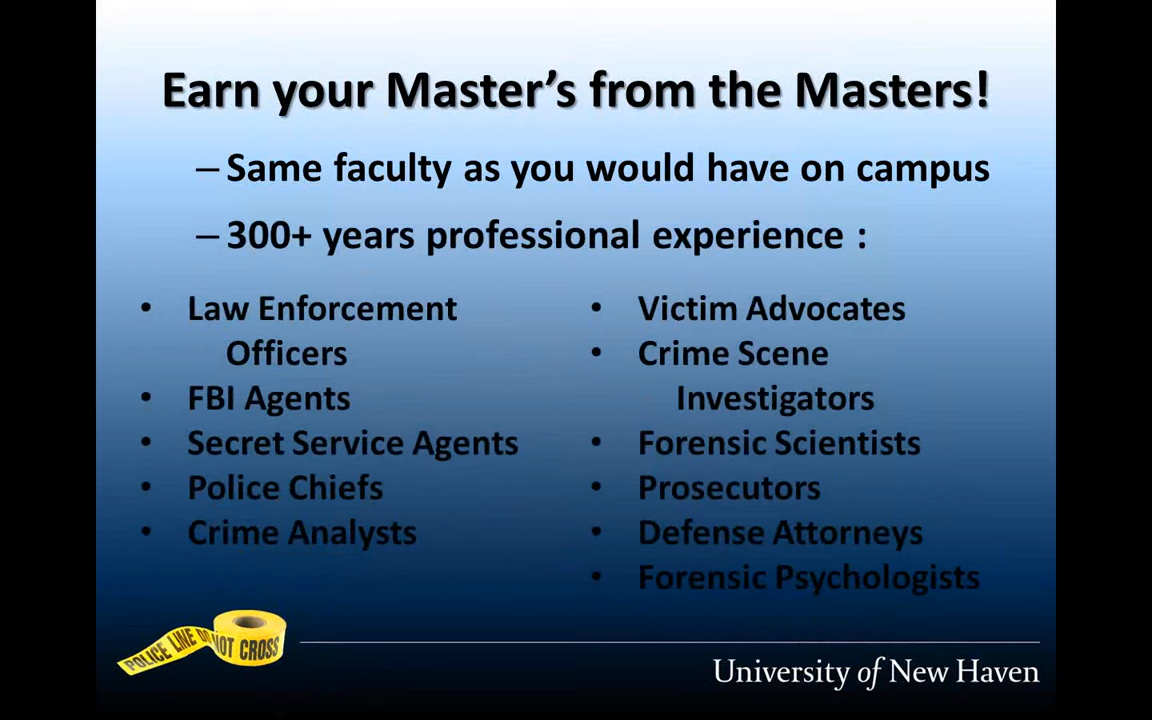 Earn your Master's from the Masters!
– Same faculty as you would have on campus
– 300+ years professional experience :
• Law Enforcement
Officers
• FBI Agents
• Secret Service Agents
• Police Chiefs
• Crime Analysts
• Victim Advocates
• Crime Scene
Investigators
• Forensic Scientists
• Prosecutors
• Defense Attorneys
• Forensic Psychologists
POLICE LINE DO NOT CROSS
University of New Haven